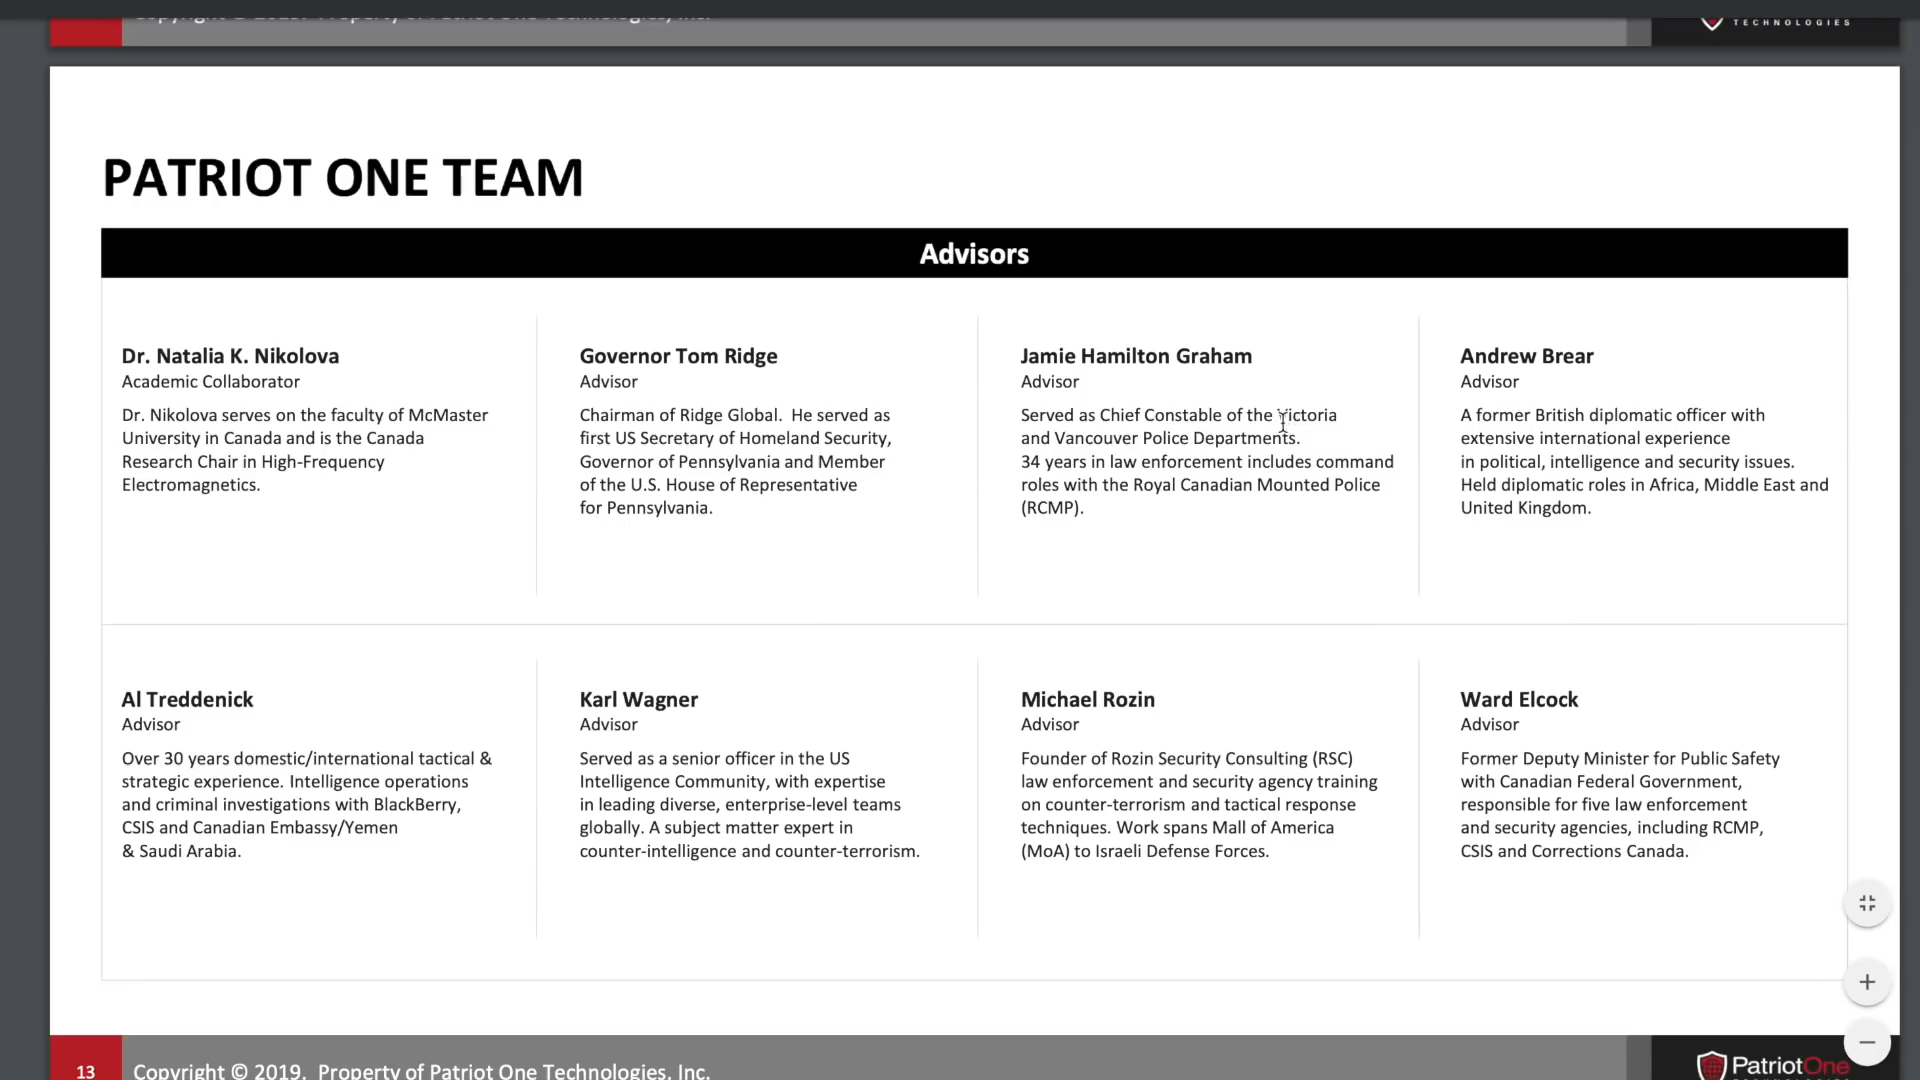 Copyright © 2019. Property of Patriot One Technologies, Inc.
TECHNOLOGIES
PATRIOT ONE TEAM
Advisors
Dr. Natalia K. Nikolova
Academic Collaborator
Dr. Nikolova serves on the faculty of McMaster
University in Canada and is the Canada
Research Chair in High-Frequency
Electromagnetics.
Governor Tom Ridge
Advisor
Chairman of Ridge Global. He served as
first US Secretary of Homeland Security,
Governor of Pennsylvania and Member
of the U.S. House of Representative
for Pennsylvania.
Jamie Hamilton Graham
Advisor
Served as Chief Constable of the Victoria
and Vancouver Police Departments.
34 years in law enforcement includes command
roles with the Royal Canadian Mounted Police
(RCMP).
Andrew Brear
Advisor
A former British diplomatic officer with
extensive international experience
in political, intelligence and security issues.
Held diplomatic roles in Africa, Middle East and
United Kingdom.
Al Treddenick
Advisor
Over 30 years domestic/international tactical &
strategic experience. Intelligence operations
and criminal investigations with BlackBerry,
CSIS and Canadian Embassy/Yemen
& Saudi Arabia.
Karl Wagner
Advisor
Served as a senior officer in the US
Intelligence Community, with expertise
in leading diverse, enterprise-level teams
globally. A subject matter expert in
counter-intelligence and counter-terrorism.
Michael Rozin
Advisor
Founder of Rozin Security Consulting (RSC)
law enforcement and security agency training
on counter-terrorism and tactical response
techniques. Work spans Mall of America
(MoA) to Israeli Defense Forces.
Ward Elcock
Advisor
Former Deputy Minister for Public Safety
with Canadian Federal Government,
responsible for five law enforcement
and security agencies, including RCMP,
CSIS and Corrections Canada.
13
Copyright © 2019. Property of Patriot One Technologies, Inc.
PatriotOne